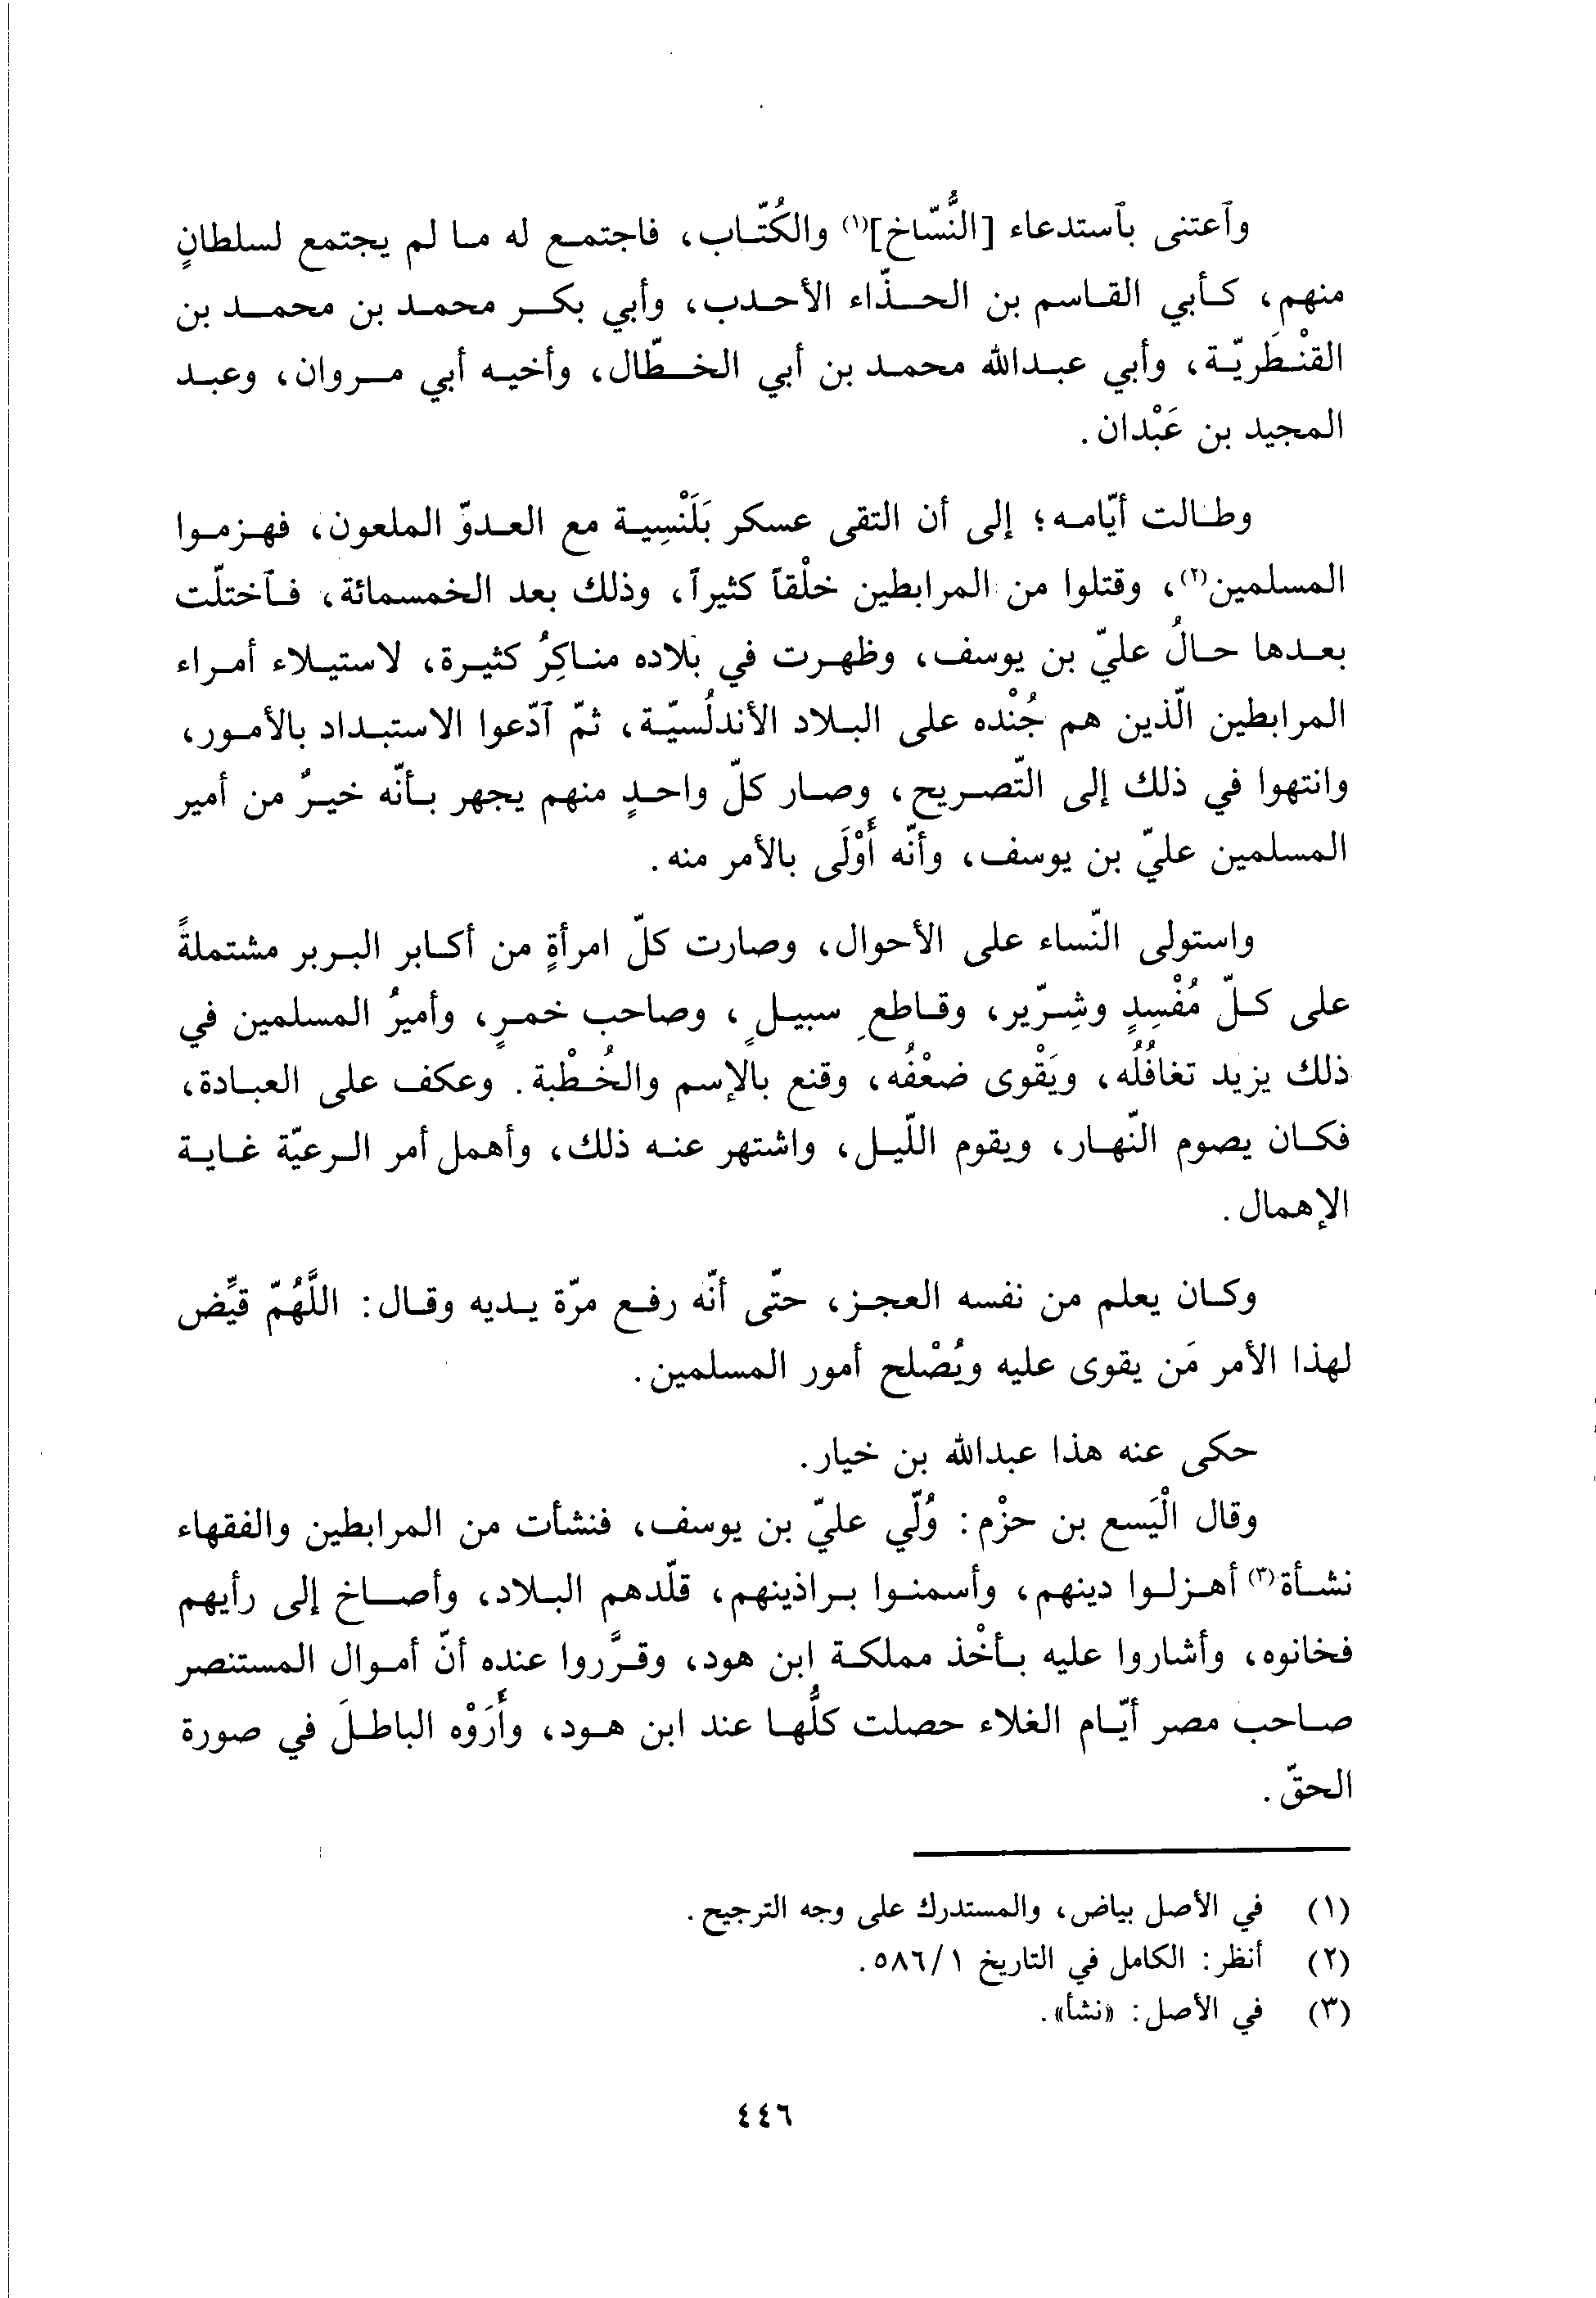 وٱعتنى بٱستدعاء [النُّسّاخ]⁽¹⁾ والكُتّاب، فاجتمع له ما لم يجتمع لسلطانٍ
منهم، كأبي القاسم بن الحذّاء الأحدب، وأبي بكر محمد بن محمد بن
القنْطَريّة، وأبي عبدالله محمد بن أبي الخطّال، وأخيه أبي مروان، وعبد
المجيد بن عَبْدان.
وطالت أيّامه؛ إلى أن التقى عسكر بَلَنْسِية مع العدوّ الملعون، فهزموا
المسلمين⁽٢⁾، وقتلوا من المرابطين خلْقاً كثيراً، وذلك بعد الخمسمائة، فٱختلّت
بعدها حالُ عليّ بن يوسف، وظهرت في بلاده مناكِرُ كثيرة، لاستيلاء أمراء
المرابطين الّذين هم جُنْده على البلاد الأندلُسيّة، ثمّ ٱدّعوا الاستبداد بالأمور،
وانتهوا في ذلك إلى التّصريح، وصار كلّ واحدٍ منهم يجهر بأنّه خيرٌ من أمير
المسلمين عليّ بن يوسف، وأنّه أَوْلَى بالأمر منه.
واستولى النّساء على الأحوال، وصارت كلّ امرأةٍ من أكابر البربر مشتملةً
على كلّ مُفْسِدٍ وشِرّير، وقاطعِ سبيلٍ، وصاحب خمرٍ، وأميرُ المسلمين في
ذلك يزيد تغافُلُه، ويَقْوى ضعْفُه، وقنع بالإسم والخُطْبة. وعكف على العبادة،
فكان يصوم النّهار، ويقوم اللّيل، واشتهر عنه ذلك، وأهمل أمر الرعيّة غاية
الإهمال.
وكان يعلم من نفسه العجز، حتّى أنّه رفع مرّة يديه وقال: اللَّهُمّ قيِّض
لهذا الأمر مَن يقوى عليه ويُصْلح أمور المسلمين.
حكى عنه هذا عبدالله بن خيار.
وقال الْيَسع بن حزْم: وُلّي عليّ بن يوسف، فنشأت من المرابطين والفقهاء
نشأة⁽٣⁾ أهزلوا دينهم، وأسمنوا براذينهم، قلّدهم البلاد، وأصاخ إلى رأيهم
فخانوه، وأشاروا عليه بأخْذ مملكة ابن هود، وقرَّروا عنده أنّ أموال المستنصر
صاحب مصر أيّام الغلاء حصلت كلُّها عند ابن هود، وأَرَوْه الباطلَ في صورة
الحقّ.
(١) في الأصل بياض، والمستدرك على وجه الترجيح.
(٢) أنظر: الكامل في التاريخ ٥٨٦/١.
(٣) في الأصل: «نشأ».
٤٤٦